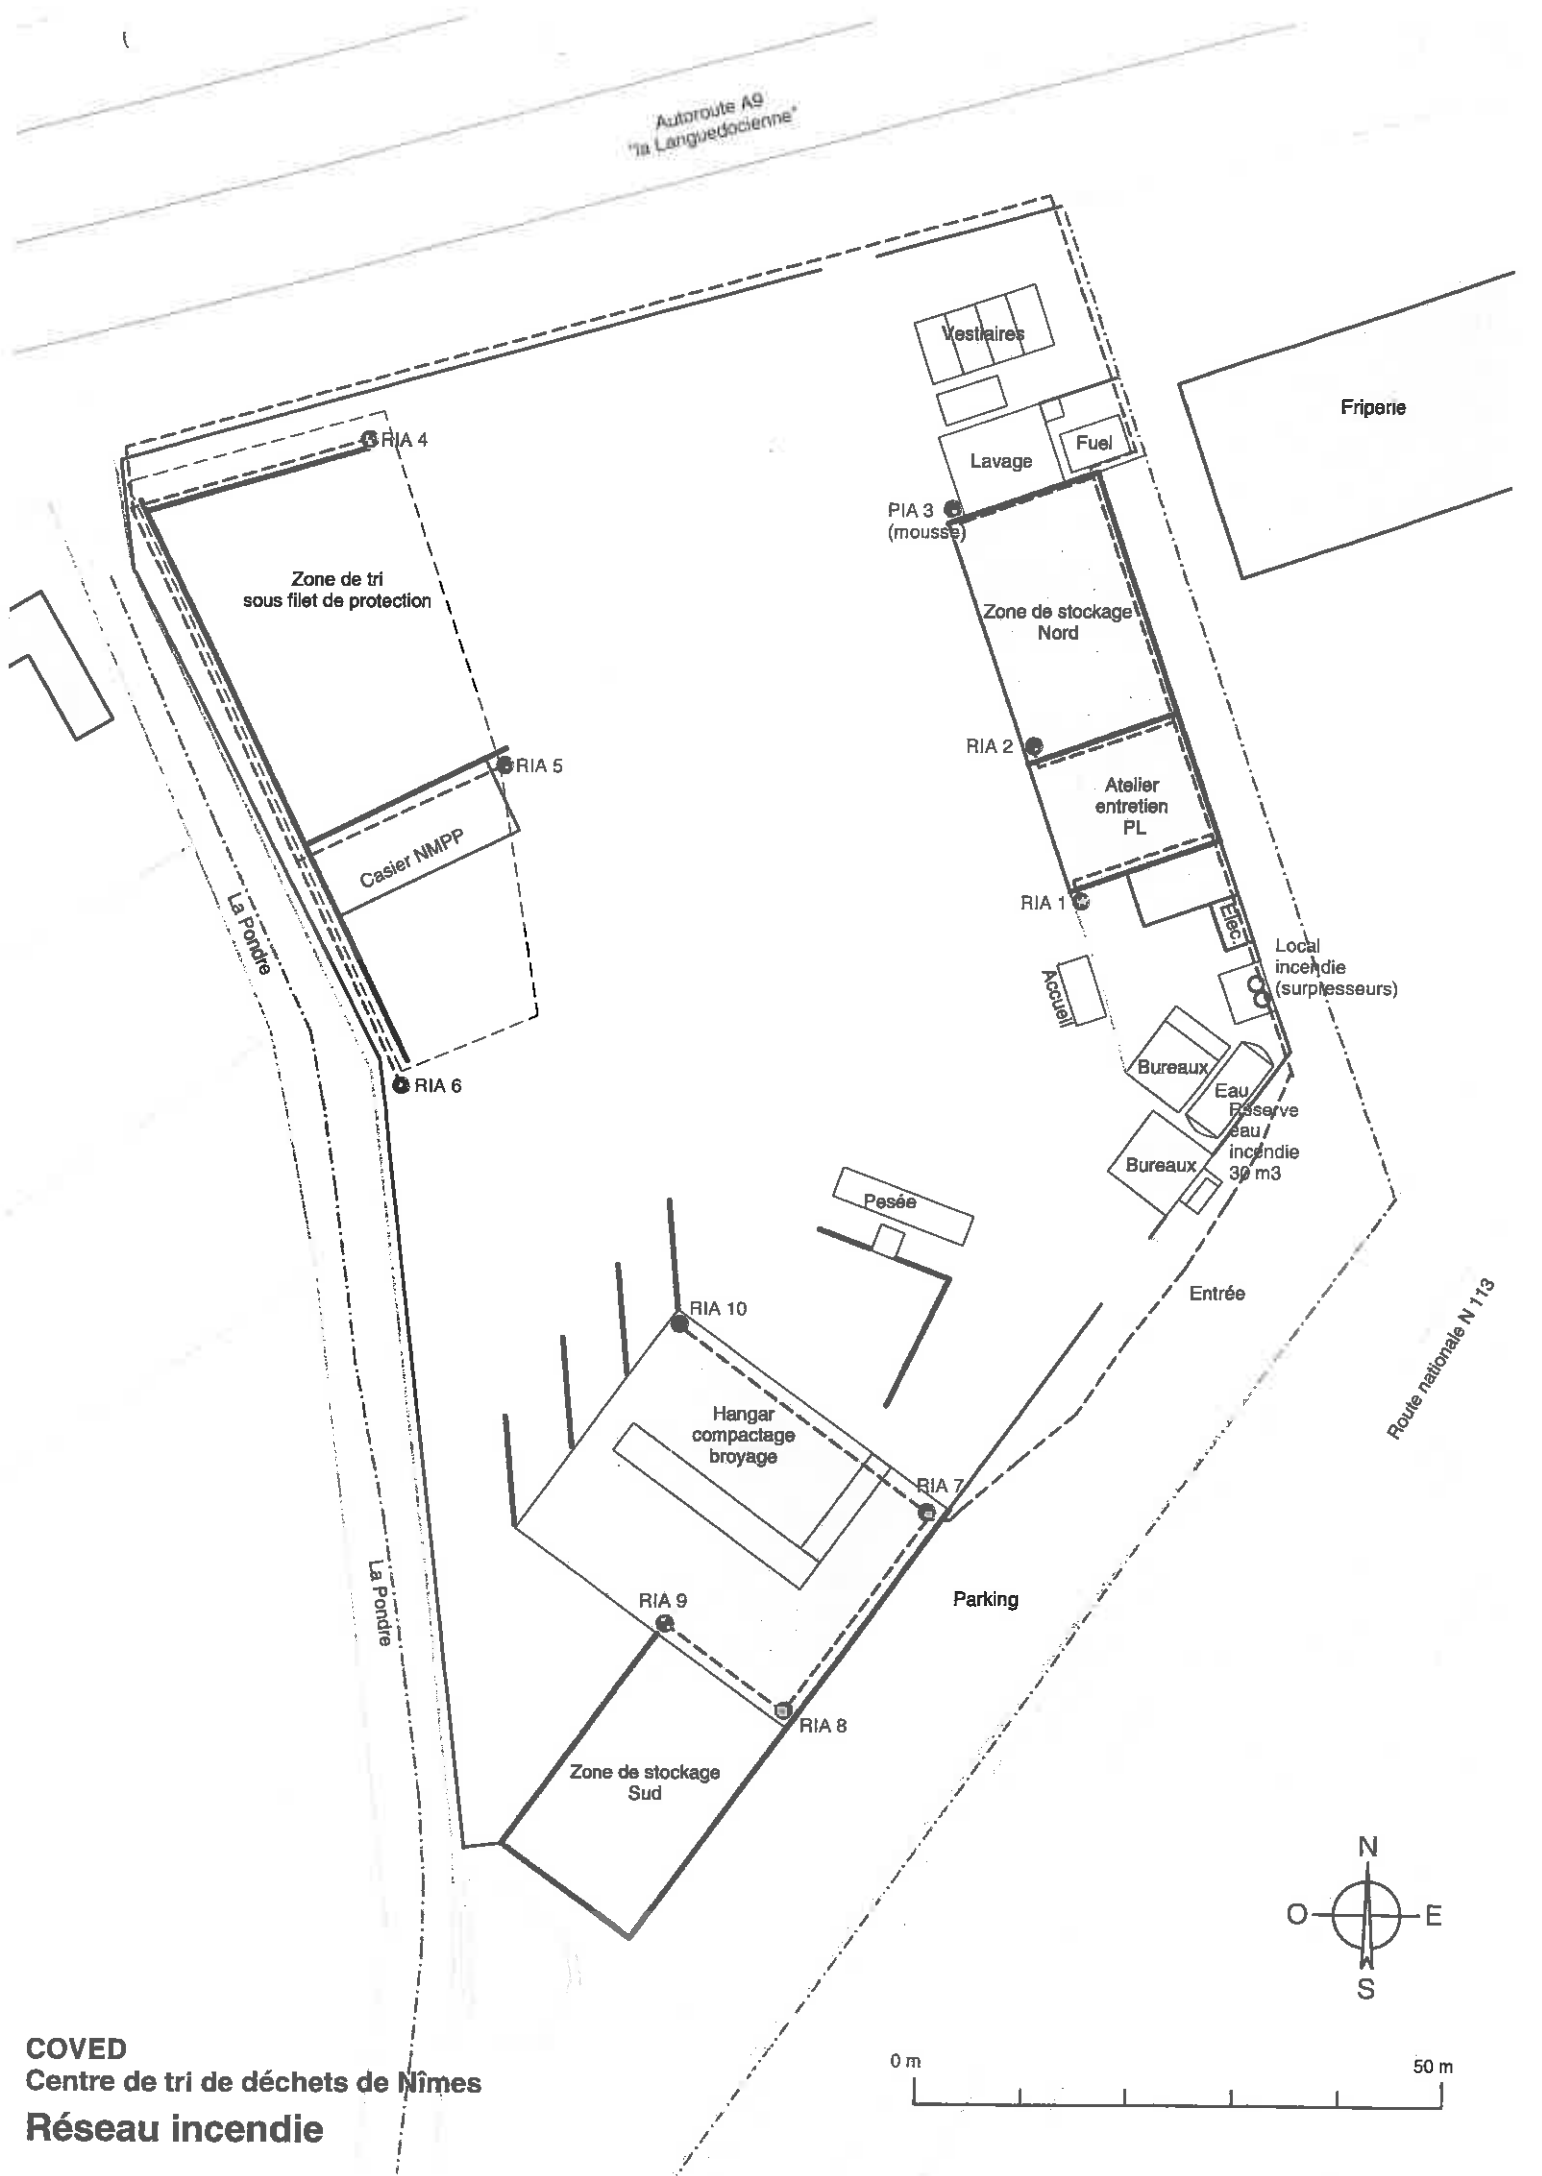 Autoroute A9
"la Languedocienne"
Vestiaires
Friperie
RIA 4
Fuel
Lavage
PIA 3
(mousse)
Zone de tri
sous filet de protection
Zone de stockage
Nord
RIA 2
RIA 5
Atelier
entretien
PL
Casier NMPP
RIA 1
Elec.
La Pondre
Local
incendie
(surpresseurs)
Accueil
Bureaux
Eau
RIA 6
Réserve
eau
incendie
30 m3
Bureaux
Pesée
Entrée
RIA 10
Route nationale N 113
Hangar
compactage
broyage
RIA 7
La Pondre
RIA 9
Parking
RIA 8
Zone de stockage
Sud
N
O
E
S
COVED
Centre de tri de déchets de Nîmes
Réseau incendie
0 m
50 m